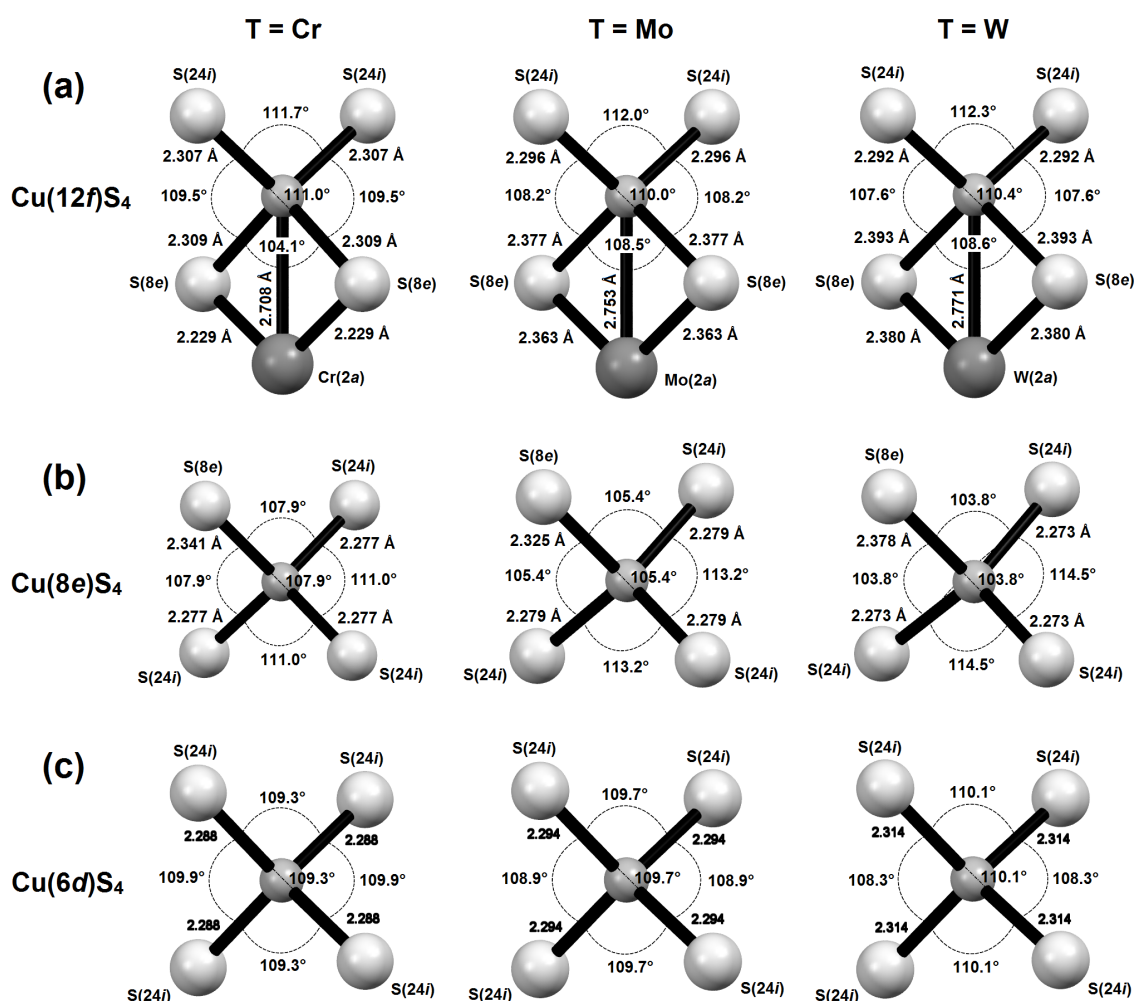 T = Cr T = Mo T = W
(a)
S(24i) S(24i) S(24i) S(24i) S(24i) S(24i)
111.7° 112.0° 112.3°
2.307 Å 2.307 Å 2.296 Å 2.296 Å 2.292 Å 2.292 Å
Cu(12f)S₄ 109.5° 111.0° 109.5° 108.2° 110.0° 108.2° 107.6° 110.4° 107.6°
2.309 Å 104.1° 2.309 Å 2.377 Å 108.5° 2.377 Å 2.393 Å 108.6° 2.393 Å
S(8e) 2.708 Å S(8e) S(8e) 2.753 Å S(8e) S(8e) 2.771 Å S(8e)
2.229 Å 2.229 Å 2.363 Å 2.363 Å 2.380 Å 2.380 Å
Cr(2a) Mo(2a) W(2a)
(b)
S(8e) S(24i) S(8e) S(24i) S(8e) S(24i)
107.9° 105.4° 103.8°
2.341 Å 2.277 Å 2.325 Å 2.279 Å 2.378 Å 2.273 Å
Cu(8e)S₄ 107.9° 107.9° 111.0° 105.4° 105.4° 113.2° 103.8° 103.8° 114.5°
2.277 Å 2.277 Å 2.279 Å 2.279 Å 2.273 Å 2.273 Å
S(24i) 111.0° S(24i) S(24i) 113.2° S(24i) S(24i) 114.5° S(24i)
(c)
S(24i) S(24i) S(24i) S(24i) S(24i) S(24i)
109.3° 109.7° 110.1°
2.288 2.288 2.294 2.294 2.314 2.314
Cu(6d)S₄ 109.9° 109.3° 109.9° 108.9° 109.7° 108.9° 108.3° 110.1° 108.3°
2.288 2.288 2.294 2.294 2.314 2.314
109.3° 109.7° 110.1°
S(24i) S(24i) S(24i) S(24i) S(24i) S(24i)